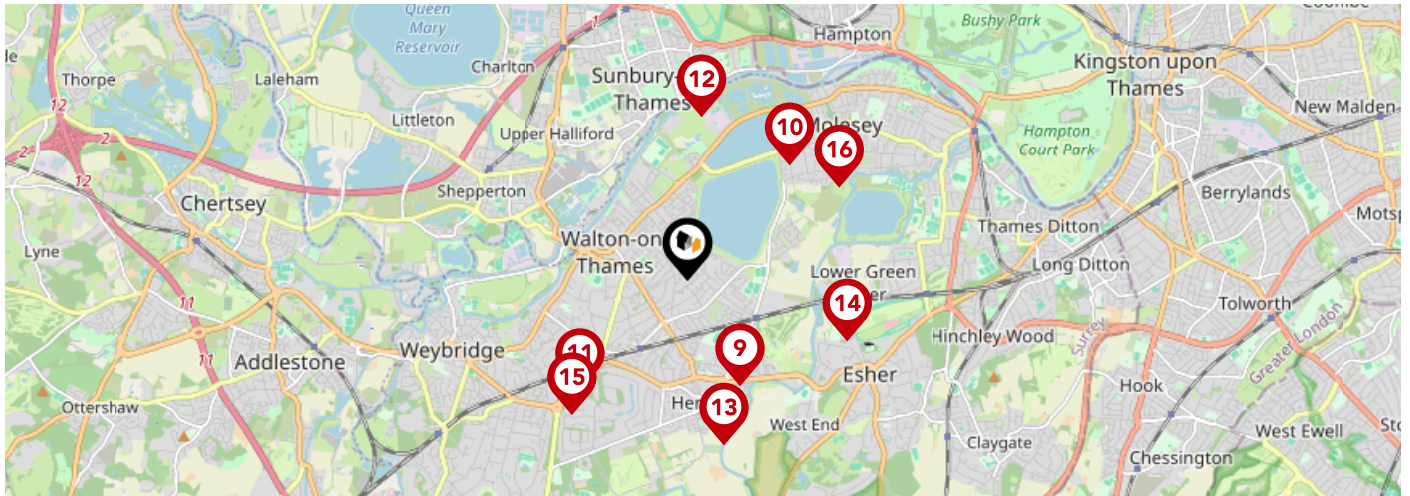 Queen
Mary
Reservoir
1
Bushy Park
Hampton
Thorpe
Laleham
Charlton
Sunbury-
Thames
12
Kingston upon
Thames
12
2
2
12
Littleton
Upper Halliford
10
Molesey
16
Hampton
Court Park
New Malden
Shepperton
Chertsey
Berrylands
Lyne
Walton-on
Thames
Thames Ditton
Long Ditton
Lower Green
14
11
11
Tolworth
Hinchley Wood
Surrey
Greater London
Addlestone
Weybridge
11
15
9
Esher
Hook
Ottershaw
13
West End
Claygate
West Ewell
Chessington